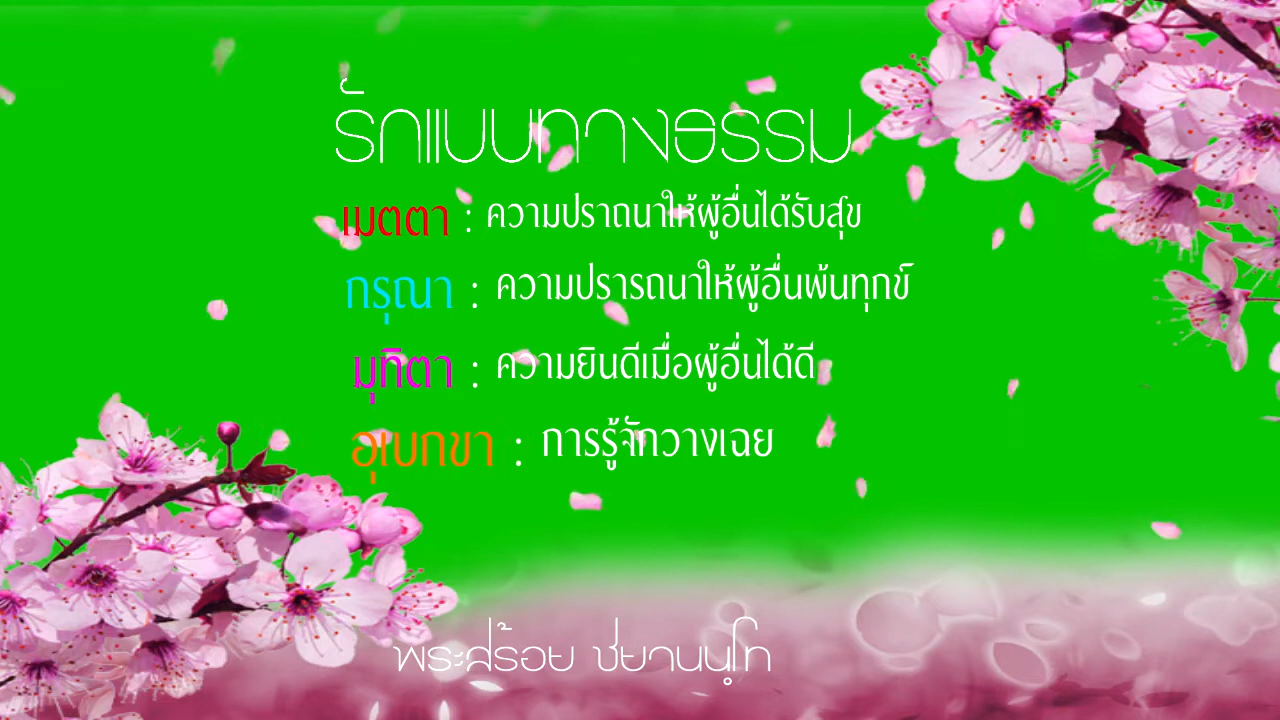 รักแบบทางธรรม
เมตตา : ความปราถนาให้ผู้อื่นได้รับสุข
กรุณา : ความปรารถนาให้ผู้อื่นพ้นทุกข์
มุทิตา : ความยินดีเมื่อผู้อื่นได้ดี
อุเบกขา : การรู้จักวางเฉย
พระสร้อย ชยานนฺโท